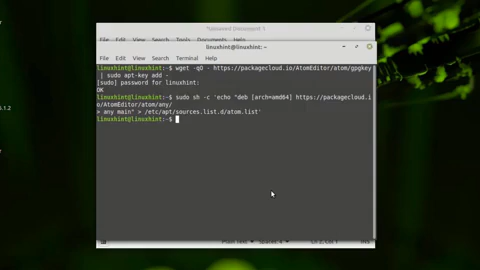 File Edit View Search Tools Documents Help
linuxhint@linuxhint: ~
File Edit View Search Terminal Help
linuxhint@linuxhint:~$ wget -qO - https://packagecloud.io/AtomEditor/atom/gpgkey
| sudo apt-key add -
[sudo] password for linuxhint:
OK
linuxhint@linuxhint:~$ sudo sh -c 'echo "deb [arch=amd64] https://packagecloud.i
o/AtomEditor/atom/any/
> any main" > /etc/apt/sources.list.d/atom.list'
linuxhint@linuxhint:~$